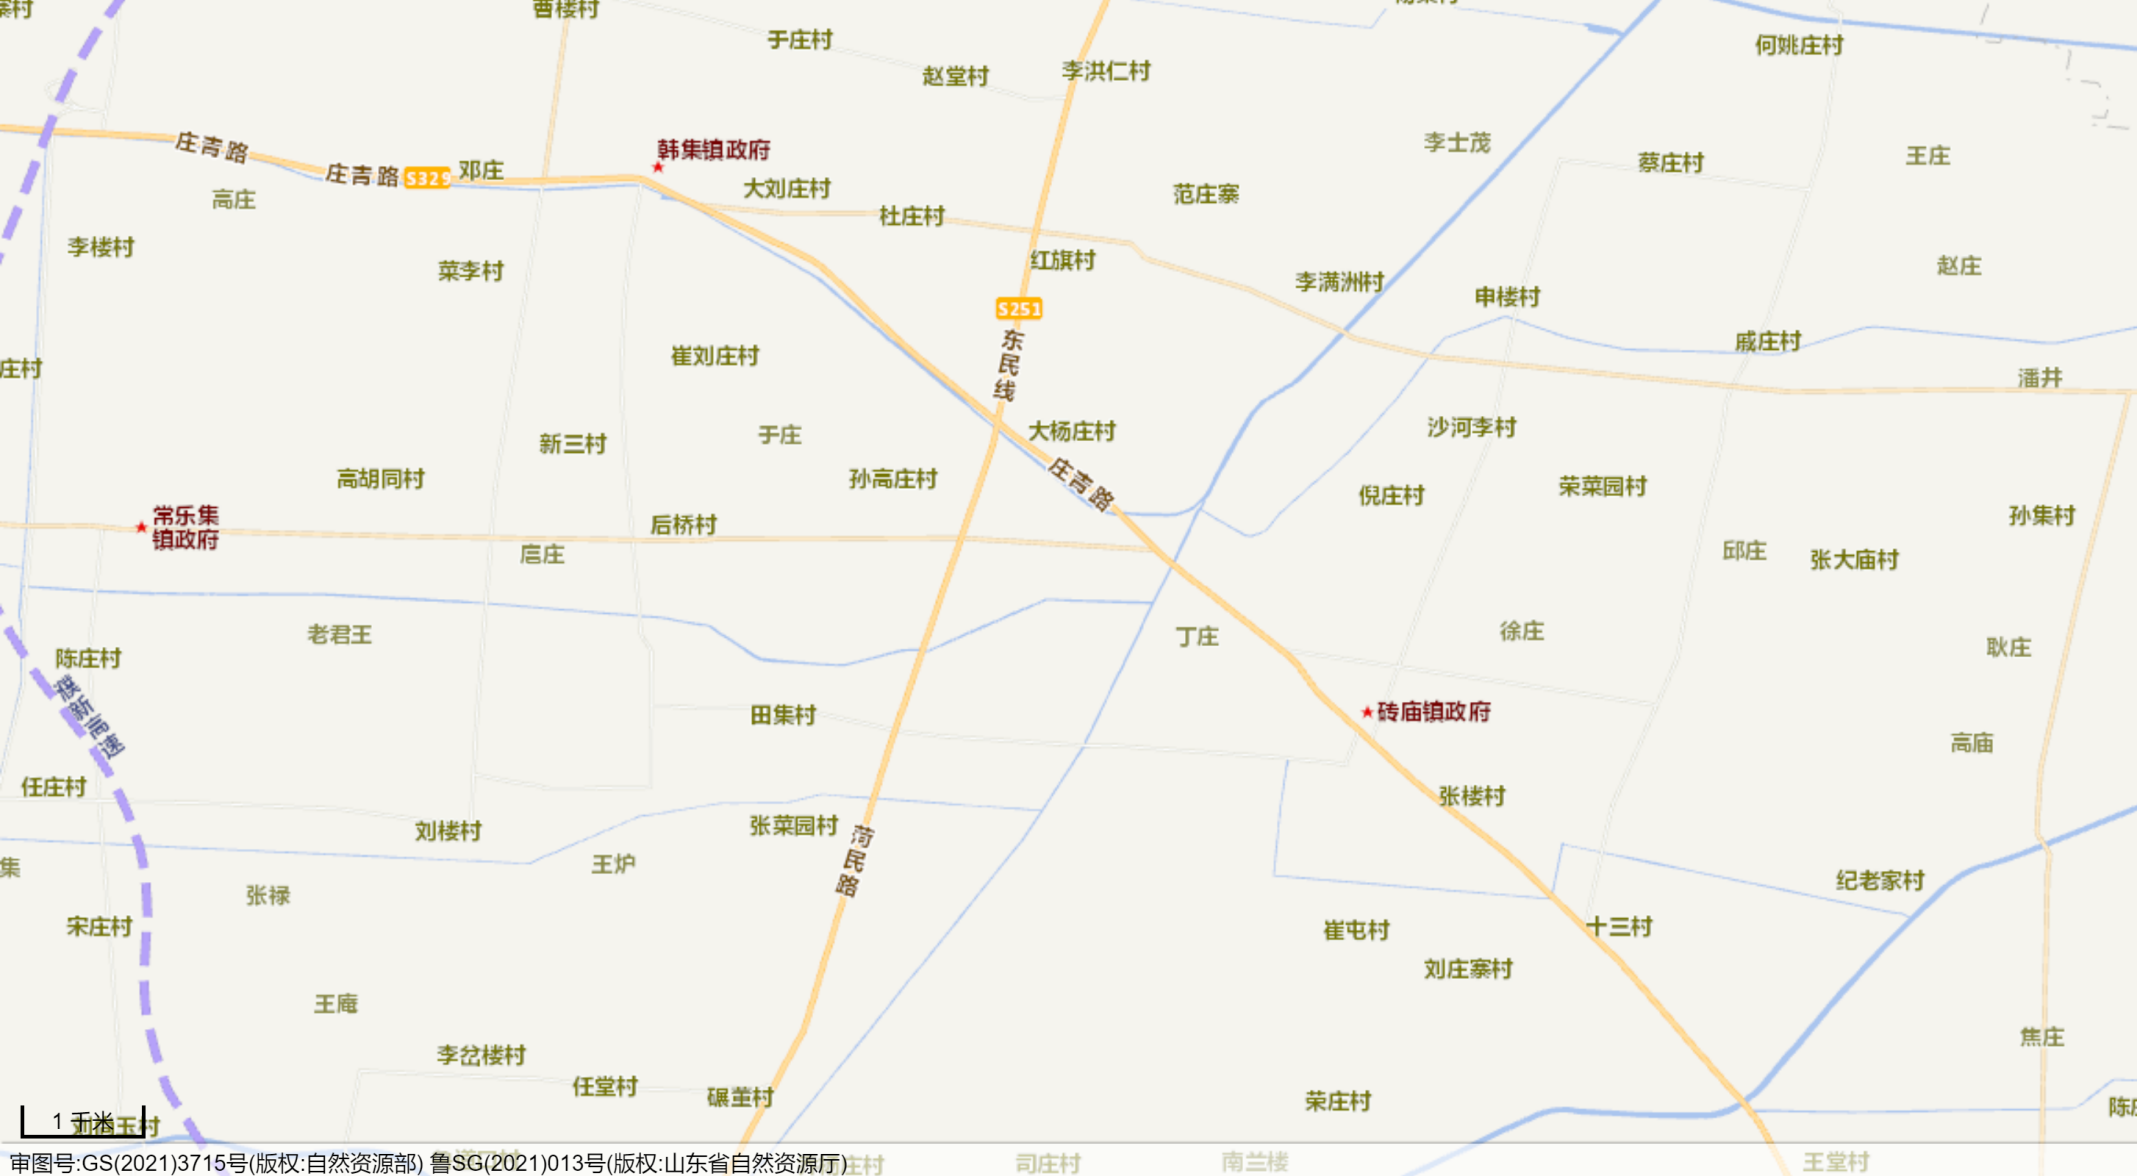 曹楼村
于庄村
何姚庄村
赵堂村
李洪仁村
庄青路
韩集镇政府
李士茂
蔡庄村
王庄
庄青路
S329
邓庄
大刘庄村
高庄
范庄寨
杜庄村
李楼村
菜李村
红旗村
李满洲村
赵庄
申楼村
S251
东民线
崔刘庄村
戚庄村
庄村
潘井
新三村
于庄
大杨庄村
沙河李村
高胡同村
孙高庄村
庄青路
倪庄村
荣菜园村
常乐集
镇政府
后桥村
孙集村
扈庄
邱庄
张大庙村
老君王
丁庄
徐庄
陈庄村
耿庄
濮新高速
田集村
砖庙镇政府
高庙
任庄村
张楼村
刘楼村
张菜园村
菏民路
王炉
集
张禄
纪老家村
宋庄村
崔屯村
十三村
刘庄寨村
王庵
李岔楼村
焦庄
任堂村
碾董村
荣庄村
1 千米
司庄村
南兰楼
王堂村
审图号:GS(2021)3715号(版权:自然资源部) 鲁SG(2021)013号(版权:山东省自然资源厅)